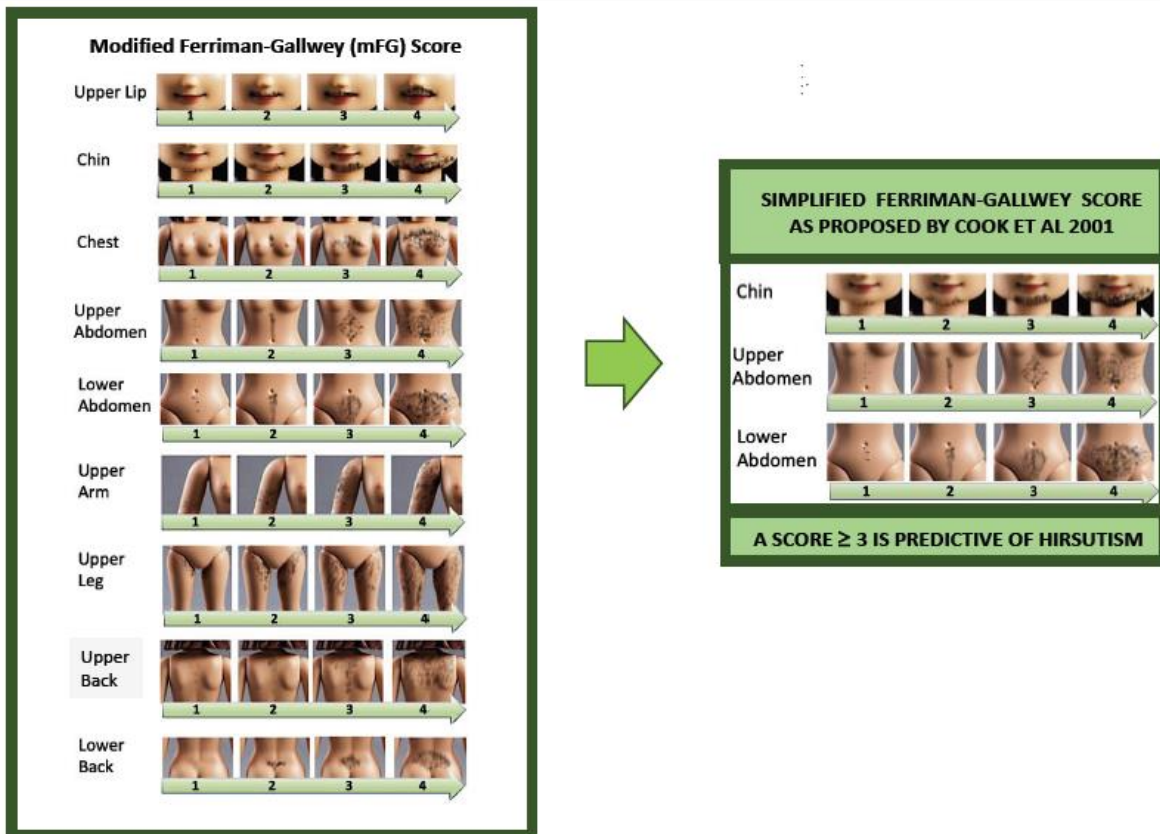 Modified Ferriman-Gallwey (mFG) Score
Upper Lip
1 2 3 4
Chin
1 2 3 4
Chest
1 2 3 4
Upper
Abdomen
1 2 3 4
Lower
Abdomen
1 2 3 4
Upper
Arm
1 2 3 4
Upper
Leg
1 2 3 4
Upper
Back
1 2 3 4
Lower
Back
1 2 3 4
SIMPLIFIED FERRIMAN-GALLWEY SCORE
AS PROPOSED BY COOK ET AL 2001
Chin
1 2 3 4
Upper
Abdomen
1 2 3 4
Lower
Abdomen
1 2 3 4
A SCORE ≥ 3 IS PREDICTIVE OF HIRSUTISM